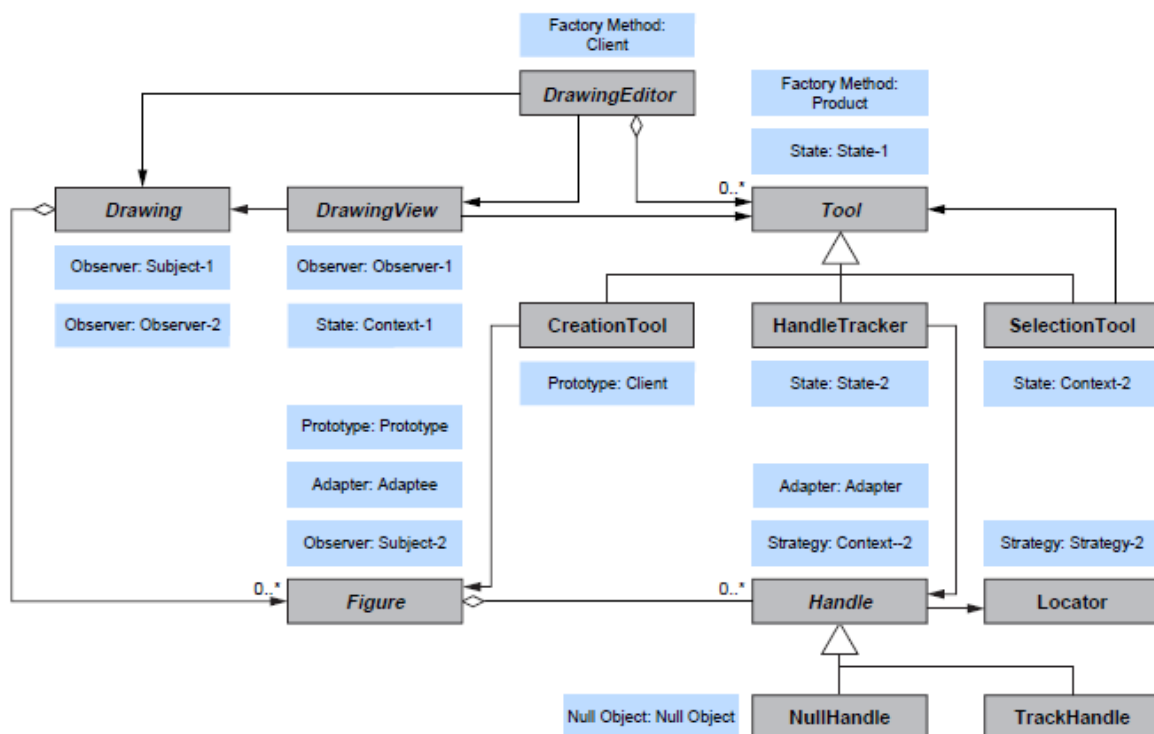 Factory Method:
Client
DrawingEditor
Factory Method:
Product
State: State-1
0..*
Drawing
DrawingView
Tool
Observer: Subject-1
Observer: Observer-1
Observer: Observer-2
State: Context-1
CreationTool
HandleTracker
SelectionTool
Prototype: Client
State: State-2
State: Context-2
Prototype: Prototype
Adapter: Adaptee
Adapter: Adapter
Observer: Subject-2
Strategy: Context--2
Strategy: Strategy-2
0..*
0..*
Figure
Handle
Locator
Null Object: Null Object
NullHandle
TrackHandle